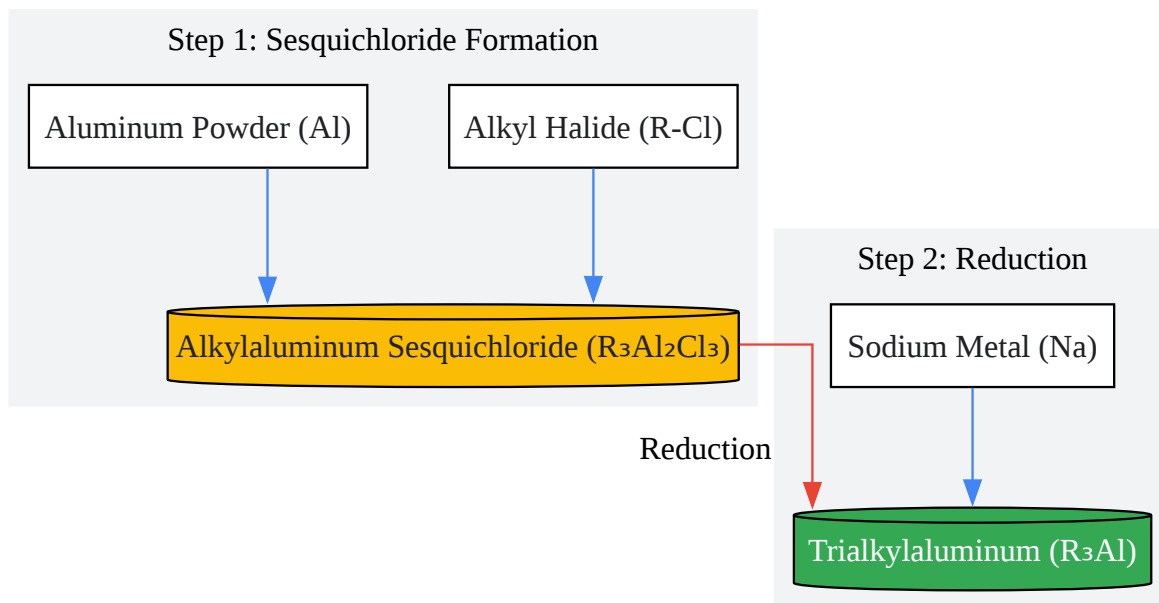 Step 1: Sesquichloride Formation
Aluminum Powder (Al)
Alkyl Halide (R-Cl)
Alkylaluminum Sesquichloride (R₃Al₂Cl₃)
Step 2: Reduction
Sodium Metal (Na)
Reduction
Trialkylaluminum (R₃Al)